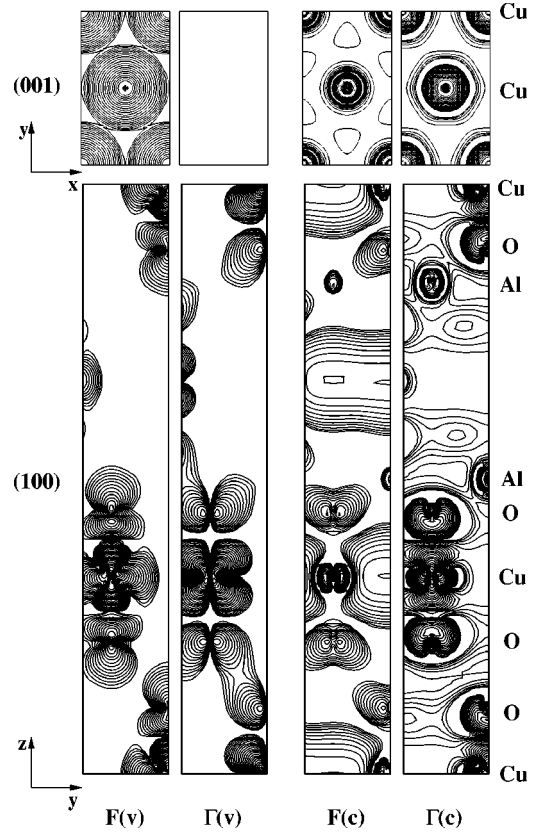 Cu
(001)
Cu
y
x
Cu
O
Al
(100)
Al
O
Cu
O
O
z
y
Cu
F(v)
Γ(v)
F(c)
Γ(c)